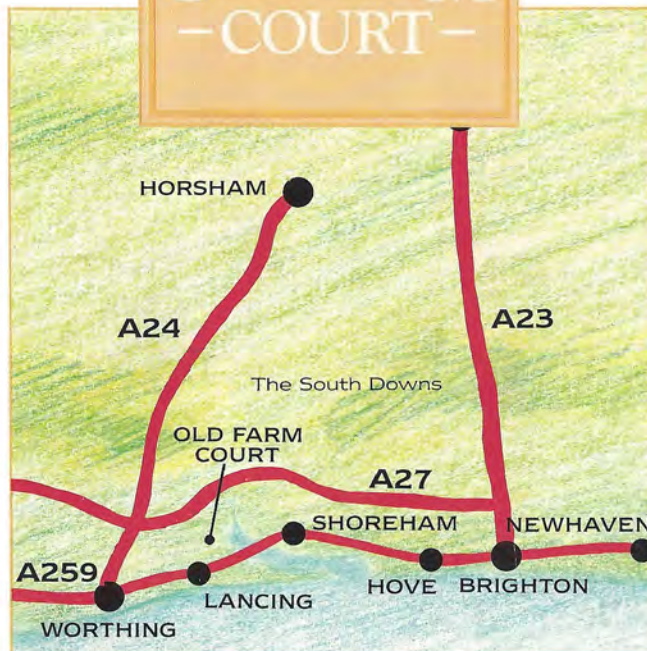 – COURT –
HORSHAM
A24
A23
The South Downs
OLD FARM
COURT
A27
SHOREHAM
NEWHAVEN
A259
HOVE
BRIGHTON
LANCING
WORTHING